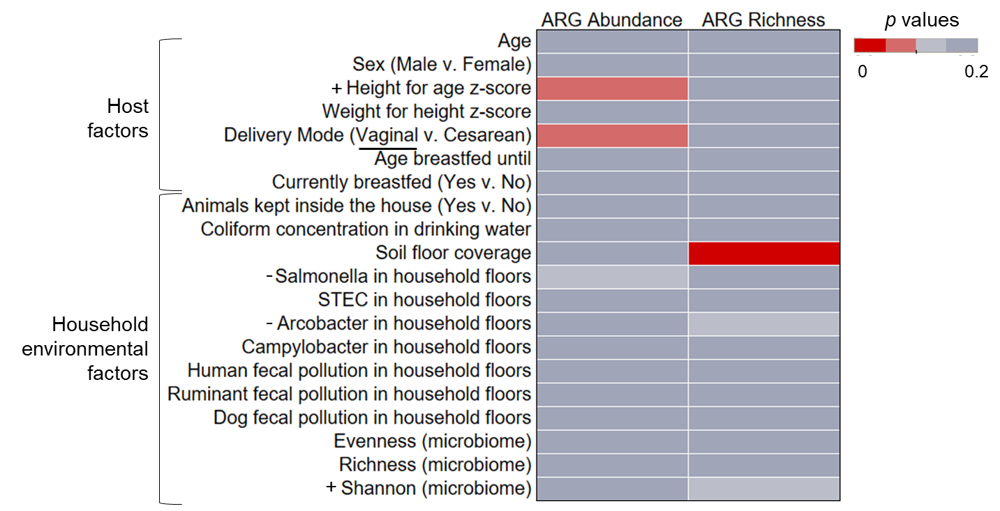 ARG Abundance ARG Richness
p values
0 0.2
Host
factors
Age
Sex (Male v. Female)
+ Height for age z-score
Weight for height z-score
Delivery Mode (Vaginal v. Cesarean)
Age breastfed until
Currently breastfed (Yes v. No)
Household
environmental
factors
Animals kept inside the house (Yes v. No)
Coliform concentration in drinking water
Soil floor coverage
- Salmonella in household floors
STEC in household floors
- Arcobacter in household floors
Campylobacter in household floors
Human fecal pollution in household floors
Ruminant fecal pollution in household floors
Dog fecal pollution in household floors
Evenness (microbiome)
Richness (microbiome)
+ Shannon (microbiome)